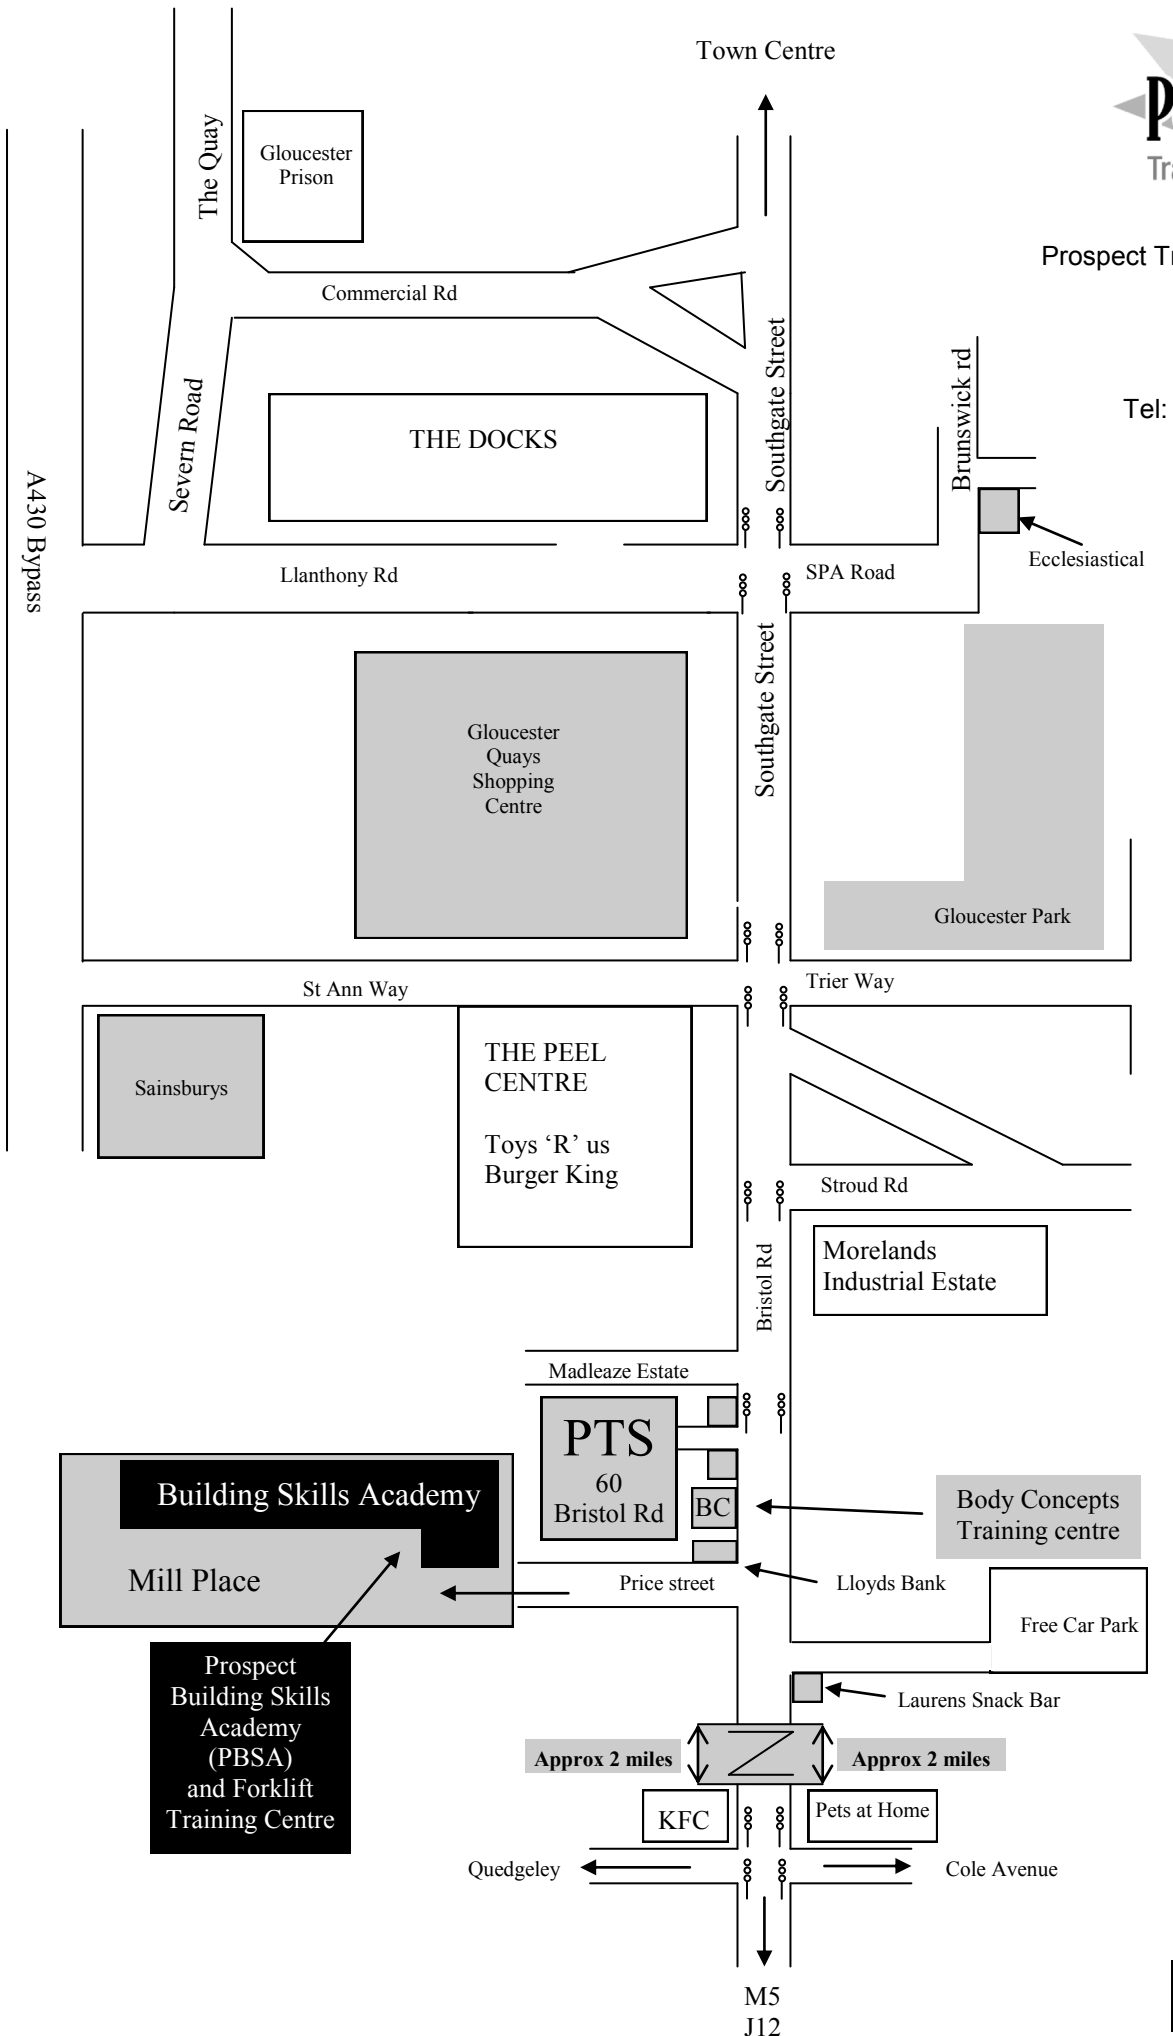 Town Centre
The Quay
Gloucester
Prison
Prospect
Commercial Rd
Southgate Street
Severn Road
THE DOCKS
Brunswick rd
Tel:
A430 Bypass
Llanthony Rd
SPA Road
Ecclesiastical
Southgate Street
Gloucester
Quays
Shopping
Centre
Gloucester Park
St Ann Way
Trier Way
THE PEEL
CENTRE
Toys ‘R’ us
Burger King
Sainsburys
Stroud Rd
Bristol Rd
Morelands
Industrial Estate
Madleaze Estate
PTS
60
Bristol Rd
BC
Body Concepts
Training centre
Building Skills Academy
Mill Place
Price street
Lloyds Bank
Free Car Park
Prospect
Building Skills
Academy
(PBSA)
and Forklift
Training Centre
Laurens Snack Bar
Approx 2 miles
Approx 2 miles
KFC
Pets at Home
Quedgeley
Cole Avenue
M5
J12